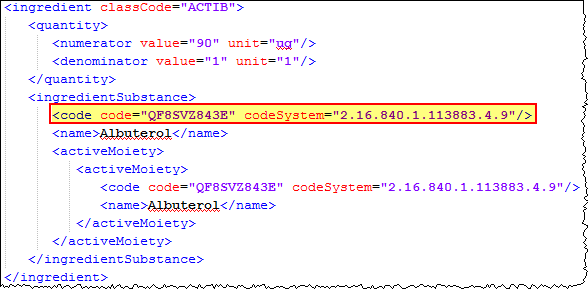 <ingredient classCode="ACTIB">
<quantity>
<numerator value="90" unit="ug"/>
<denominator value="1" unit="1"/>
</quantity>
<ingredientSubstance>
<code code="QF8SVZ843E" codeSystem="2.16.840.1.113883.4.9"/>
<name>Albuterol</name>
<activeMoiety>
<activeMoiety>
<code code="QF8SVZ843E" codeSystem="2.16.840.1.113883.4.9"/>
<name>Albuterol</name>
</activeMoiety>
</activeMoiety>
</ingredientSubstance>
</ingredient>